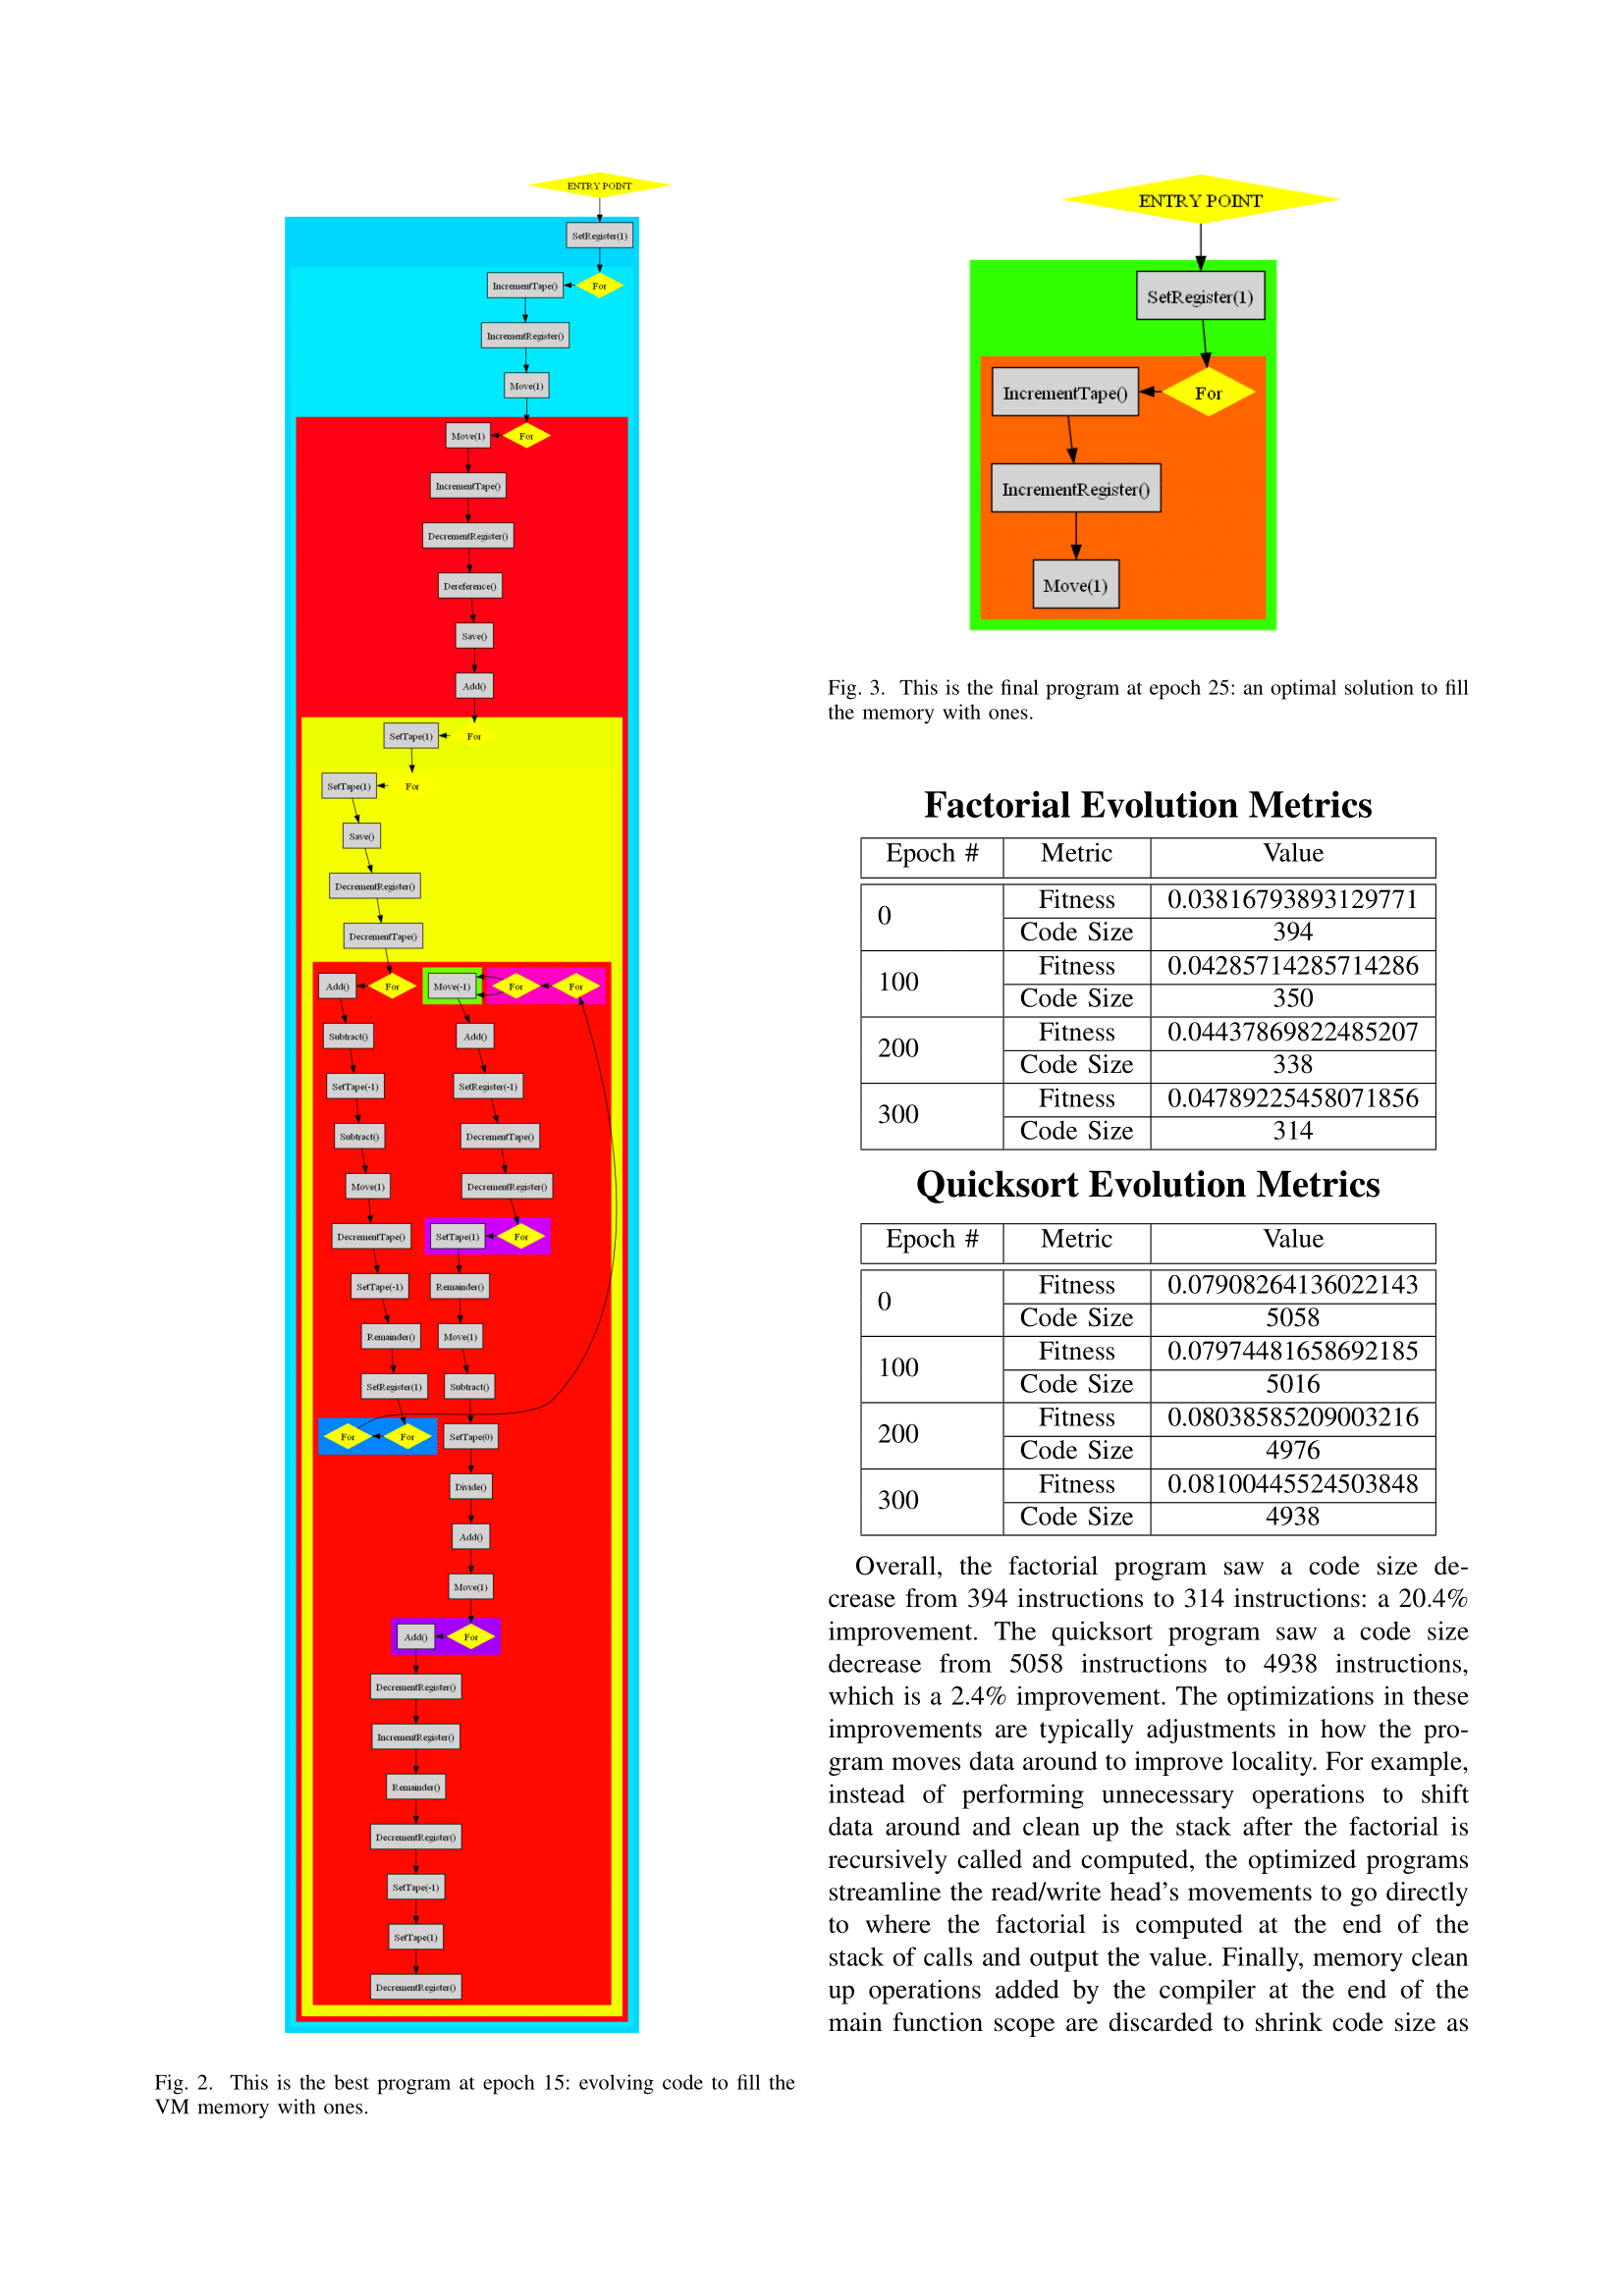 ENTRY POINT
SetRegister(1)
For
IncrementTape()
IncrementRegister()
Move(1)
For
Move(1)
IncrementTape()
DecrementRegister()
Dereference()
Save()
Add()
For
SetTape(1)
For
SetTape(1)
Save()
DecrementRegister()
DecrementTape()
For
Add()
Subtract()
SetTape(-1)
Subtract()
Move(1)
DecrementTape()
SetTape(-1)
Remainder()
SetRegister(1)
For
For
For
For
Move(-1)
Add()
SetRegister(-1)
DecrementTape()
DecrementRegister()
For
SetTape(1)
Remainder()
Move(1)
Subtract()
SetTape(0)
Divide()
Add()
Move(1)
For
Add()
DecrementRegister()
IncrementRegister()
Remainder()
DecrementRegister()
SetTape(-1)
SetTape(1)
DecrementRegister()
Fig. 2. This is the best program at epoch 15: evolving code to fill the
VM memory with ones.
ENTRY POINT
SetRegister(1)
For
IncrementTape()
IncrementRegister()
Move(1)
Fig. 3. This is the final program at epoch 25: an optimal solution to fill
the memory with ones.
Factorial Evolution Metrics
Epoch # Metric Value
0 Fitness 0.03816793893129771
Code Size 394
100 Fitness 0.04285714285714286
Code Size 350
200 Fitness 0.04437869822485207
Code Size 338
300 Fitness 0.04789225458071856
Code Size 314
Quicksort Evolution Metrics
Epoch # Metric Value
0 Fitness 0.07908264136022143
Code Size 5058
100 Fitness 0.07974481658692185
Code Size 5016
200 Fitness 0.08038585209003216
Code Size 4976
300 Fitness 0.08100445524503848
Code Size 4938
Overall, the factorial program saw a code size de-
crease from 394 instructions to 314 instructions: a 20.4%
improvement. The quicksort program saw a code size
decrease from 5058 instructions to 4938 instructions,
which is a 2.4% improvement. The optimizations in these
improvements are typically adjustments in how the pro-
gram moves data around to improve locality. For example,
instead of performing unnecessary operations to shift
data around and clean up the stack after the factorial is
recursively called and computed, the optimized programs
streamline the read/write head's movements to go directly
to where the factorial is computed at the end of the
stack of calls and output the value. Finally, memory clean
up operations added by the compiler at the end of the
main function scope are discarded to shrink code size as